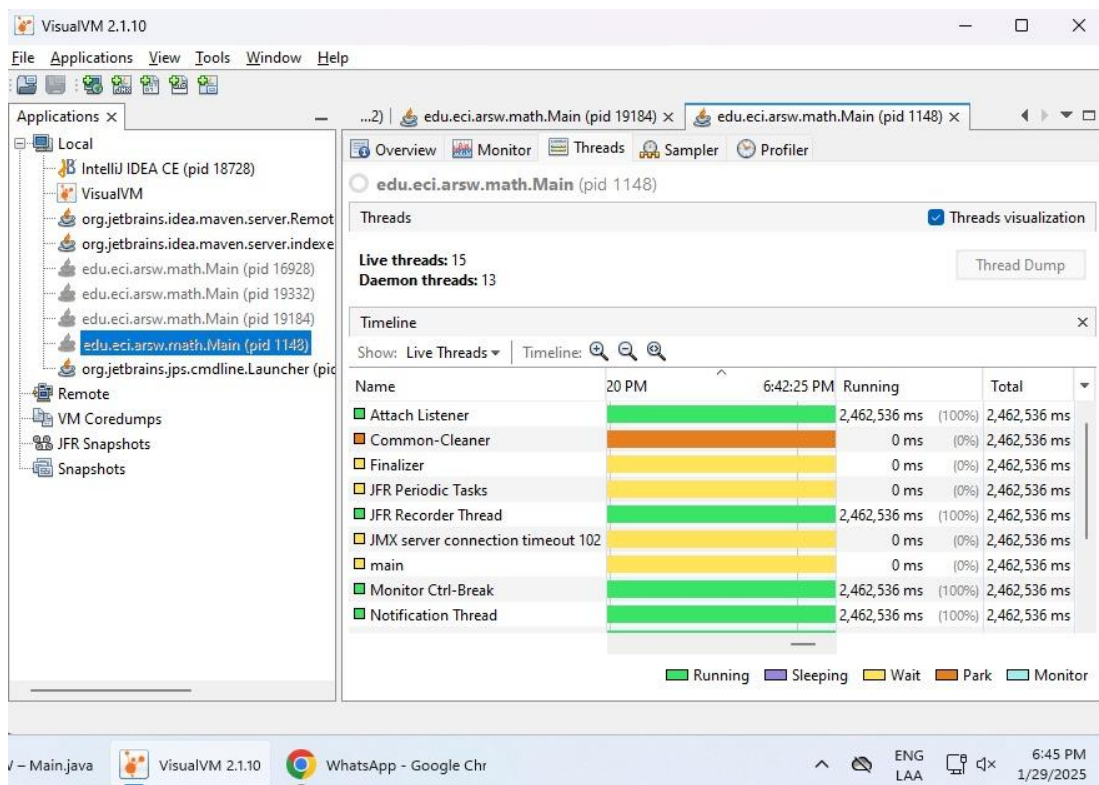 VisualVM 2.1.10
File Applications View Tools Window Help
Applications
...2) edu.eci.arsw.math.Main (pid 19184) edu.eci.arsw.math.Main (pid 1148)
Local
IntelliJ IDEA CE (pid 18728)
VisualVM
org.jetbrains.idea.maven.server.Remot
org.jetbrains.idea.maven.server.indexe
edu.eci.arsw.math.Main (pid 16928)
edu.eci.arsw.math.Main (pid 19332)
edu.eci.arsw.math.Main (pid 19184)
edu.eci.arsw.math.Main (pid 1148)
org.jetbrains.jps.cmdline.Launcher (pid
Remote
VM Coredumps
JFR Snapshots
Snapshots
Overview Monitor Threads Sampler Profiler
edu.eci.arsw.math.Main (pid 1148)
Threads Threads visualization
Live threads: 15
Daemon threads: 13
Thread Dump
Timeline
Show: Live Threads Timeline:
Name 20 PM 6:42:25 PM Running Total
Attach Listener 2,462,536 ms (100%) 2,462,536 ms
Common-Cleaner 0 ms (0%) 2,462,536 ms
Finalizer 0 ms (0%) 2,462,536 ms
JFR Periodic Tasks 0 ms (0%) 2,462,536 ms
JFR Recorder Thread 2,462,536 ms (100%) 2,462,536 ms
JMX server connection timeout 102 0 ms (0%) 2,462,536 ms
main 0 ms (0%) 2,462,536 ms
Monitor Ctrl-Break 2,462,536 ms (100%) 2,462,536 ms
Notification Thread 2,462,536 ms (100%) 2,462,536 ms
Running Sleeping Wait Park Monitor
– Main.java VisualVM 2.1.10 WhatsApp - Google Chr ENG 6:45 PM
LAA 1/29/2025